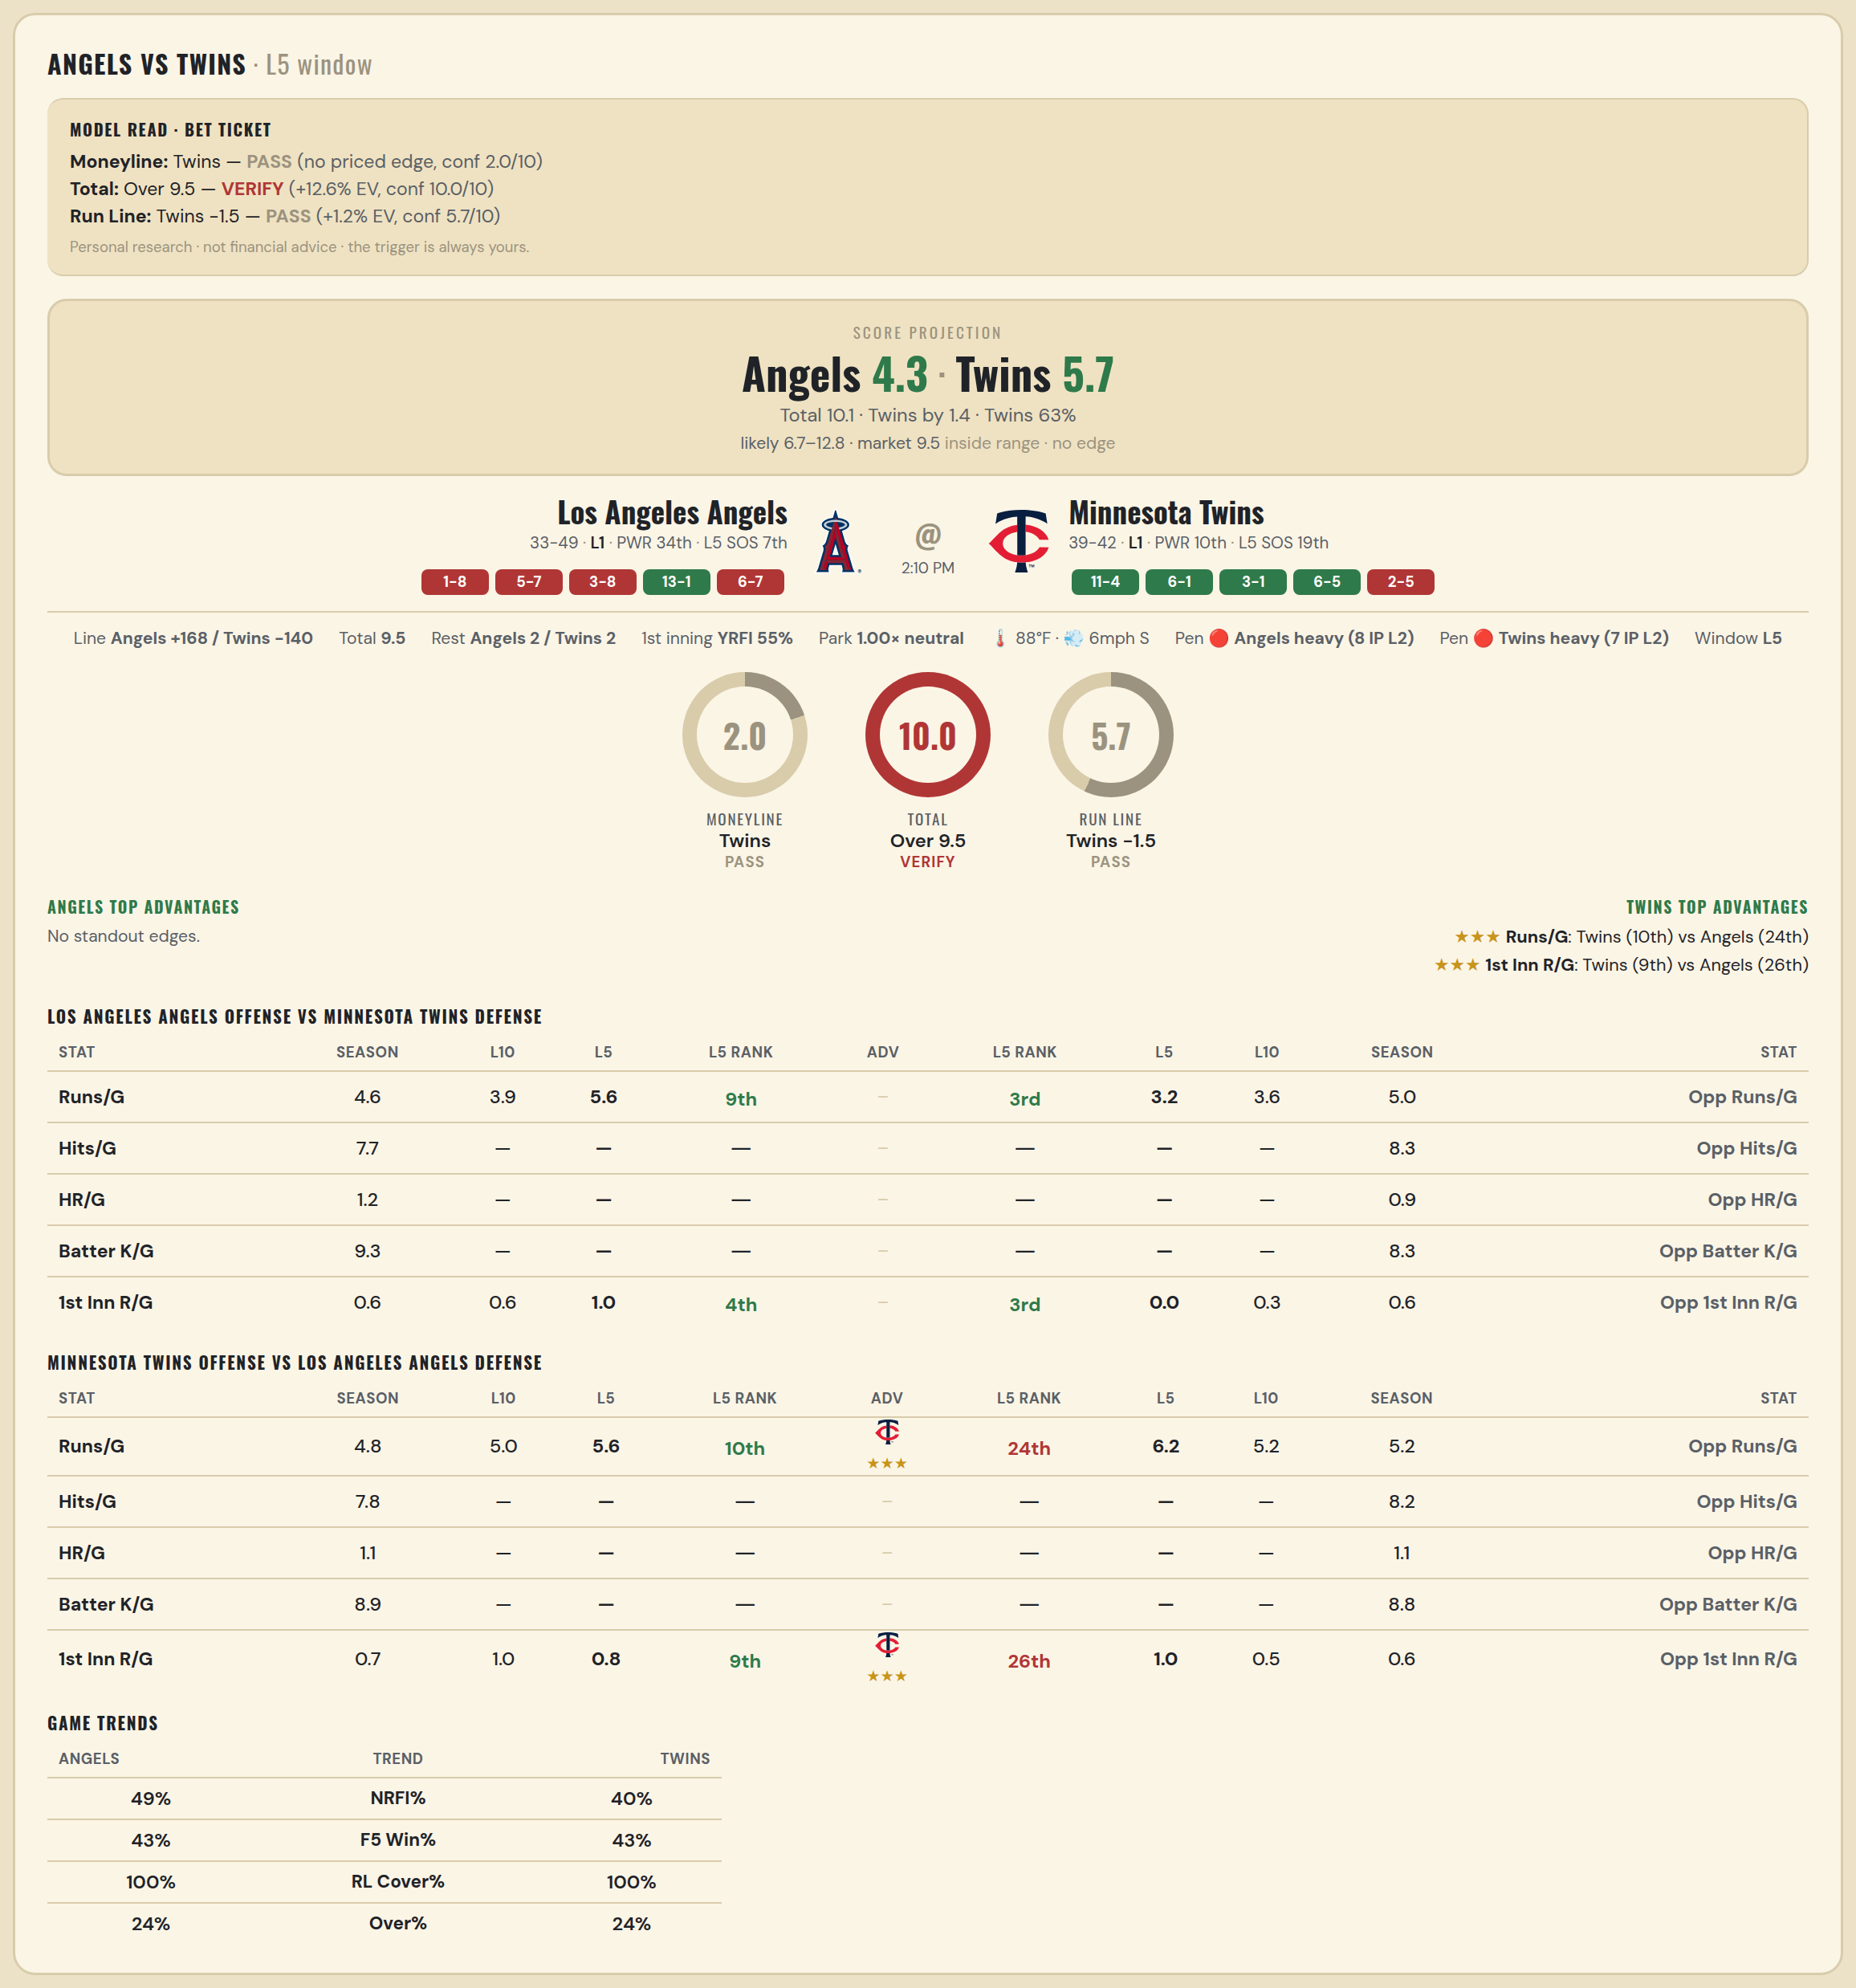 ANGELS VS TWINS · L5 window
MODEL READ · BET TICKET
Moneyline: Twins — PASS (no priced edge, conf 2.0/10)
Total: Over 9.5 — VERIFY (+12.6% EV, conf 10.0/10)
Run Line: Twins −1.5 — PASS (+1.2% EV, conf 5.7/10)
Personal research · not financial advice · the trigger is always yours.
SCORE PROJECTION
Angels 4.3 · Twins 5.7
Total 10.1 · Twins by 1.4 · Twins 63%
likely 6.7–12.8 · market 9.5 inside range · no edge
Los Angeles Angels
33-49 · L1 · PWR 34th · L5 SOS 7th
1-8 5-7 3-8 13-1 6-7
@
2:10 PM
Minnesota Twins
39-42 · L1 · PWR 10th · L5 SOS 19th
11-4 6-1 3-1 6-5 2-5
Line Angels +168 / Twins -140 Total 9.5 Rest Angels 2 / Twins 2 1st inning YRFI 55% Park 1.00× neutral 🌡️ 88°F · 💨 6mph S Pen 🔴 Angels heavy (8 IP L2) Pen 🔴 Twins heavy (7 IP L2) Window L5
2.0 10.0 5.7
MONEYLINE TOTAL RUN LINE
Twins Over 9.5 Twins −1.5
PASS VERIFY PASS
ANGELS TOP ADVANTAGES
No standout edges.
TWINS TOP ADVANTAGES
★★★ Runs/G: Twins (10th) vs Angels (24th)
★★★ 1st Inn R/G: Twins (9th) vs Angels (26th)
LOS ANGELES ANGELS OFFENSE VS MINNESOTA TWINS DEFENSE
STAT SEASON L10 L5 L5 RANK ADV L5 RANK L5 L10 SEASON STAT
Runs/G 4.6 3.9 5.6 9th – 3rd 3.2 3.6 5.0 Opp Runs/G
Hits/G 7.7 — — — – — — — 8.3 Opp Hits/G
HR/G 1.2 — — — – — — — 0.9 Opp HR/G
Batter K/G 9.3 — — — – — — — 8.3 Opp Batter K/G
1st Inn R/G 0.6 0.6 1.0 4th – 3rd 0.0 0.3 0.6 Opp 1st Inn R/G
MINNESOTA TWINS OFFENSE VS LOS ANGELES ANGELS DEFENSE
STAT SEASON L10 L5 L5 RANK ADV L5 RANK L5 L10 SEASON STAT
Runs/G 4.8 5.0 5.6 10th ★★★ 24th 6.2 5.2 5.2 Opp Runs/G
Hits/G 7.8 — — — – — — — 8.2 Opp Hits/G
HR/G 1.1 — — — – — — — 1.1 Opp HR/G
Batter K/G 8.9 — — — – — — — 8.8 Opp Batter K/G
1st Inn R/G 0.7 1.0 0.8 9th ★★★ 26th 1.0 0.5 0.6 Opp 1st Inn R/G
GAME TRENDS
ANGELS TREND TWINS
49% NRFI% 40%
43% F5 Win% 43%
100% RL Cover% 100%
24% Over% 24%